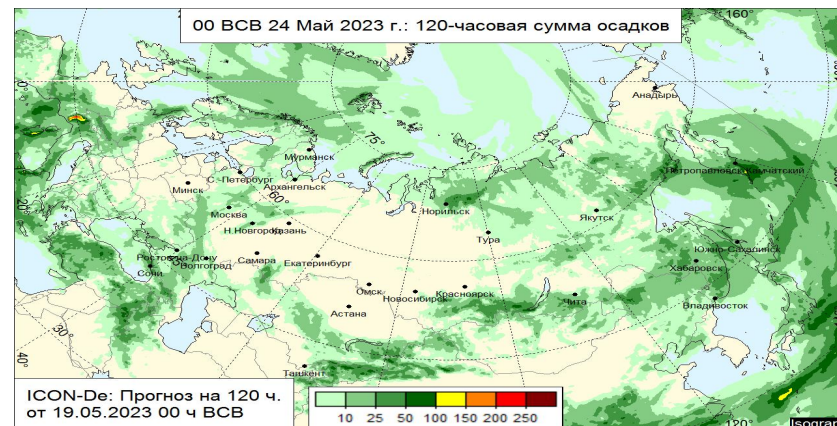 00 ВСВ 24 Май 2023 г.: 120-часовая сумма осадков
160°
Анадырь
75°
Мурманск
Петропавловск-Камчатский
С.-Петербург
Архангельск
Минск
60°
Норильск
Москва
Якутск
Н.Новгород
Казань
Тура
20°
Южно-Сахалинск
Ростов-на-Дону
Сочи
Волгоград
Самара
Екатеринбург
Хабаровск
Омск
Новосибирск
Красноярск
Чита
Астана
Владивосток
30°
40°
Ташкент
ICON-De: Прогноз на 120 ч.
от 19.05.2023 00 ч ВСВ
10 25 50 100 150 200 250
120°
Isogra